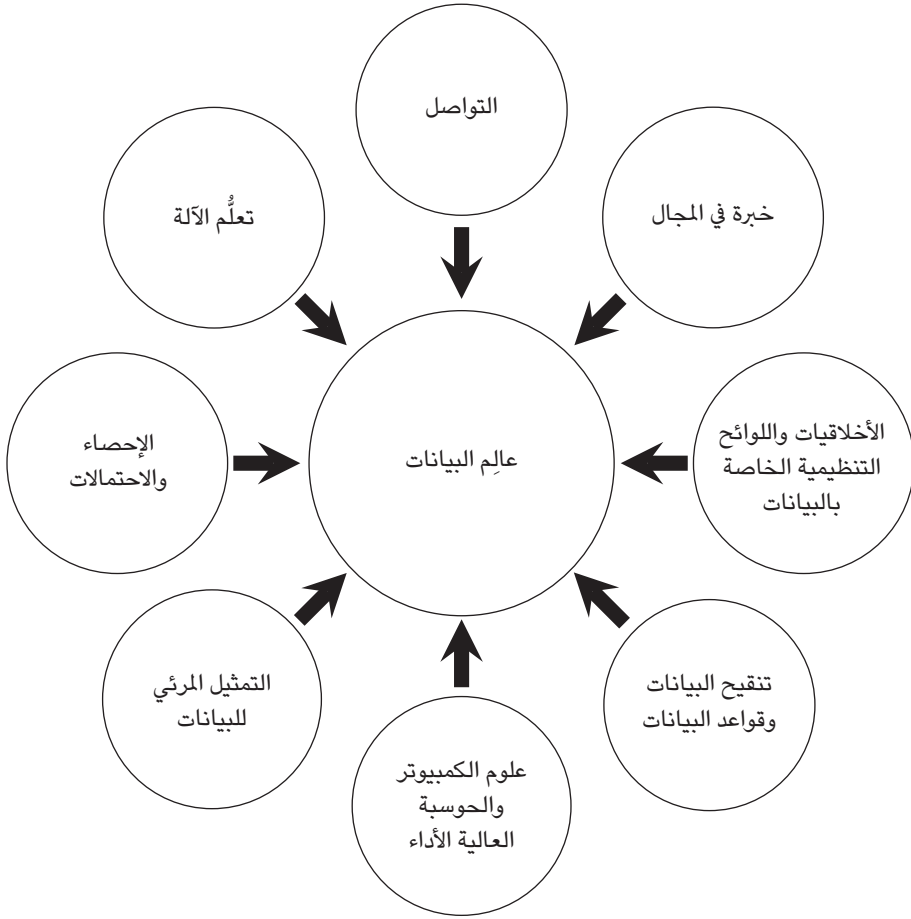 التواصل
خبرة في المجال
تعلُّم الآلة
الأخلاقيات واللوائح
التنظيمية الخاصة
بالبيانات
عالِم البيانات
الإحصاء
والاحتمالات
تنقيح البيانات
وقواعد البيانات
التمثيل المرئي
للبيانات
علوم الكمبيوتر
والحوسبة
العالية الأداء